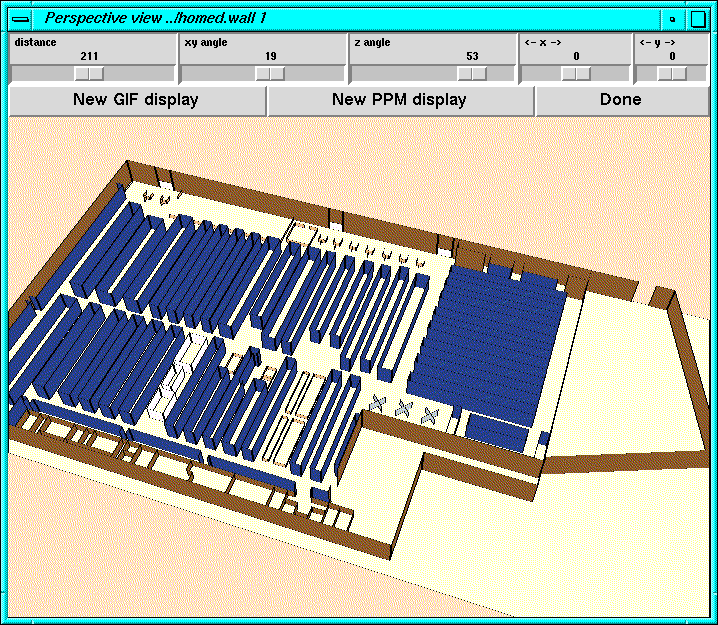 Perspective view ../homed.wall 1
distance xy angle z angle <- x -> <- y ->
211 19 53 0 0
New GIF display New PPM display Done